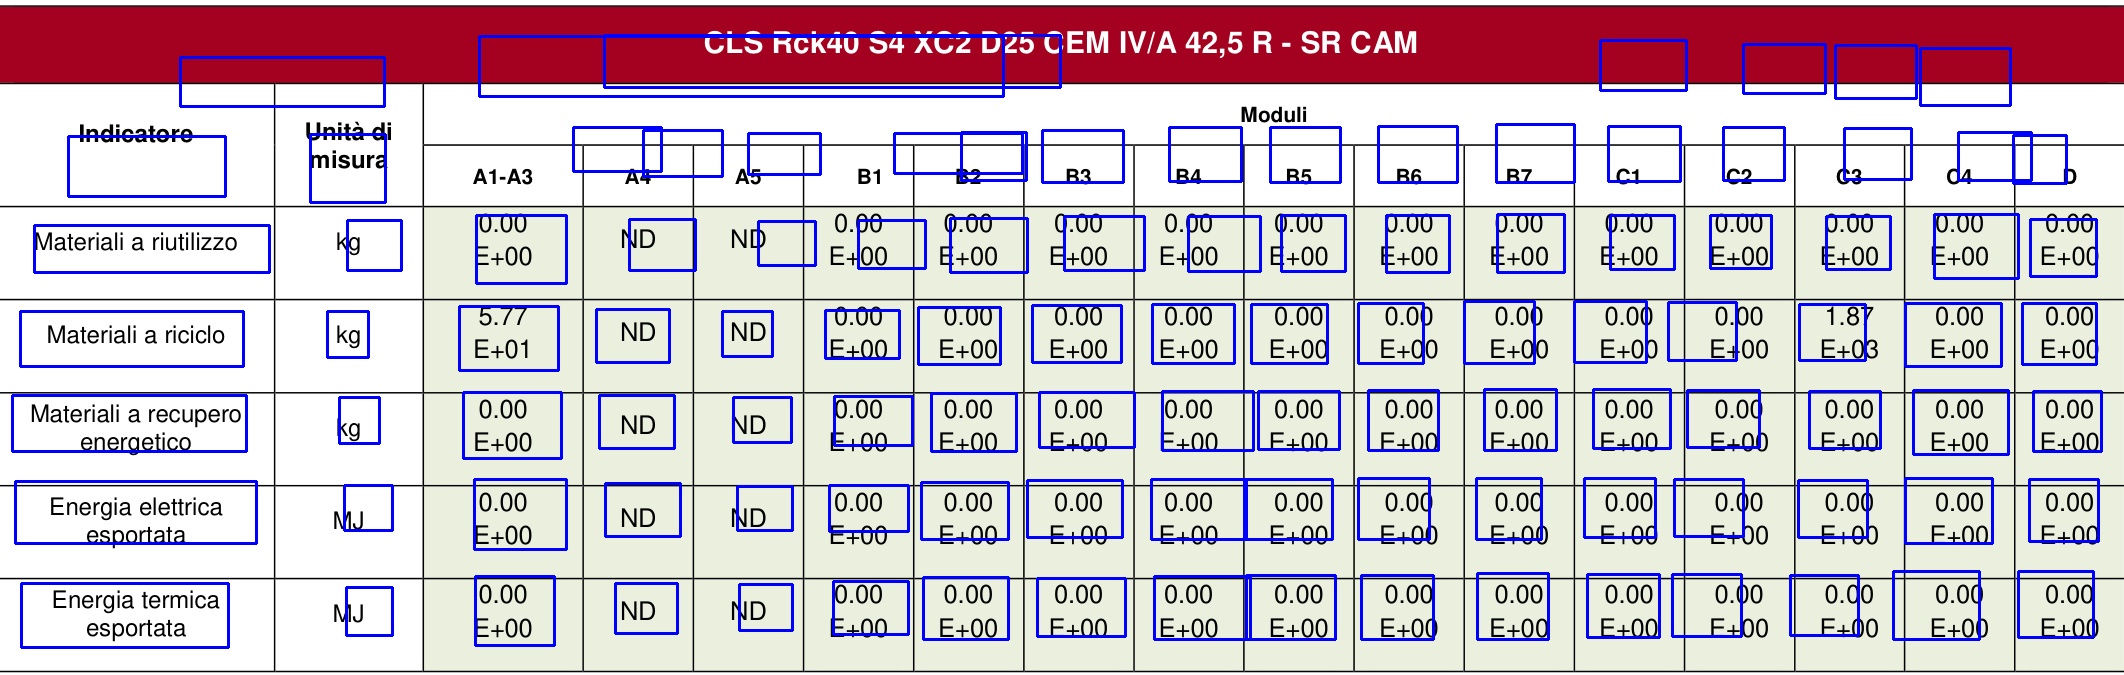 CLS Rck40 S4 XC2 D25 CEM IV/A 42,5 R - SR CAM
Indicatore Unità di misura Moduli
A1-A3 A4 A5 B1 B2 B3 B4 B5 B6 B7 C1 C2 C3 C4 D
Materiali a riutilizzo kg 0.00 E+00 ND ND 0.00 E+00 0.00 E+00 0.00 E+00 0.00 E+00 0.00 E+00 0.00 E+00 0.00 E+00 0.00 E+00 0.00 E+00 0.00 E+00 0.00 E+00 0.00 E+00
Materiali a riciclo kg 5.77 E+01 ND ND 0.00 E+00 0.00 E+00 0.00 E+00 0.00 E+00 0.00 E+00 0.00 E+00 0.00 E+00 0.00 E+00 0.00 E+00 1.87 E+03 0.00 E+00 0.00 E+00
Materiali a recupero energetico kg 0.00 E+00 ND ND 0.00 E+00 0.00 E+00 0.00 E+00 0.00 E+00 0.00 E+00 0.00 E+00 0.00 E+00 0.00 E+00 0.00 E+00 0.00 E+00 0.00 E+00 0.00 E+00
Energia elettrica esportata MJ 0.00 E+00 ND ND 0.00 E+00 0.00 E+00 0.00 E+00 0.00 E+00 0.00 E+00 0.00 E+00 0.00 E+00 0.00 E+00 0.00 E+00 0.00 E+00 0.00 E+00 0.00 E+00
Energia termica esportata MJ 0.00 E+00 ND ND 0.00 E+00 0.00 E+00 0.00 E+00 0.00 E+00 0.00 E+00 0.00 E+00 0.00 E+00 0.00 E+00 0.00 E+00 0.00 E+00 0.00 E+00 0.00 E+00